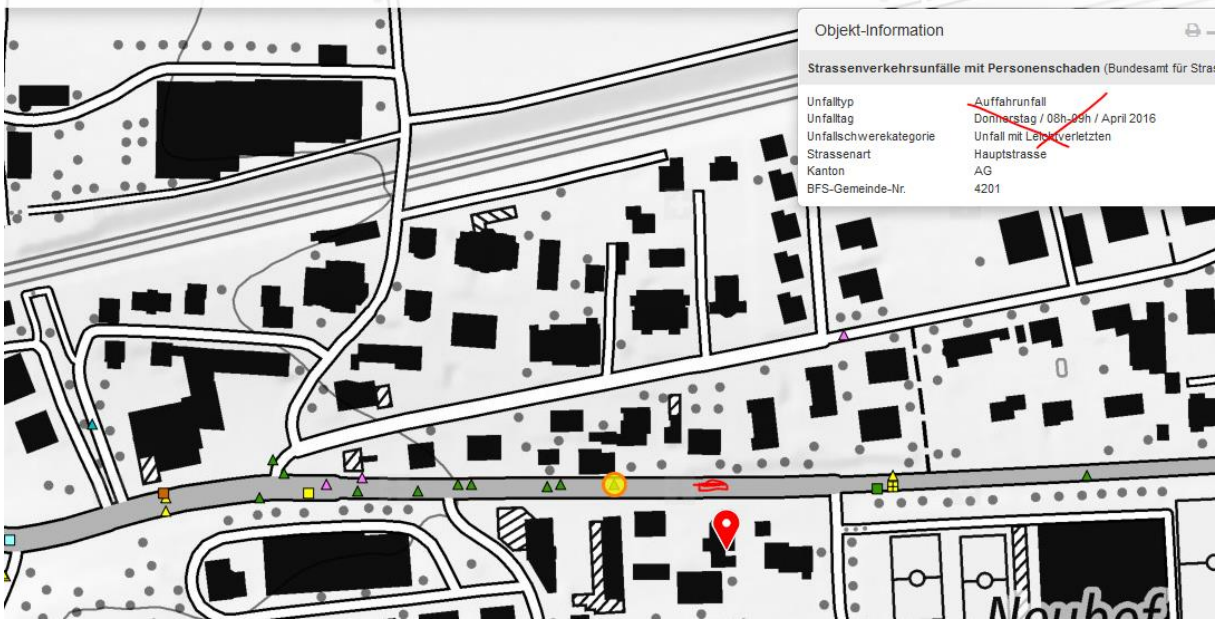 Objekt-Information
Strassenverkehrsunfälle mit Personenschaden (Bundesamt für Stras
Unfalltyp Auffahrunfall
Unfalltag Donnerstag / 08h-09h / April 2016
Unfallschwerekategorie Unfall mit Leichtverletzten
Strassenart Hauptstrasse
Kanton AG
BFS-Gemeinde-Nr. 4201
Neuhof